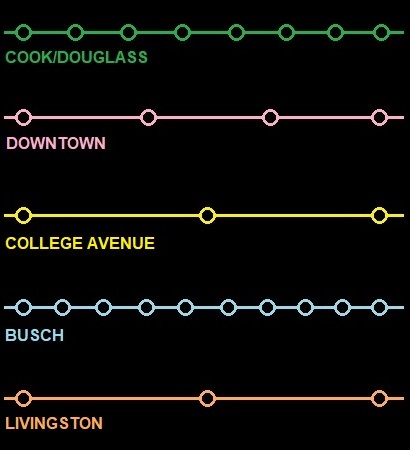 COOK/DOUGLASS
DOWNTOWN
COLLEGE AVENUE
BUSCH
LIVINGSTON